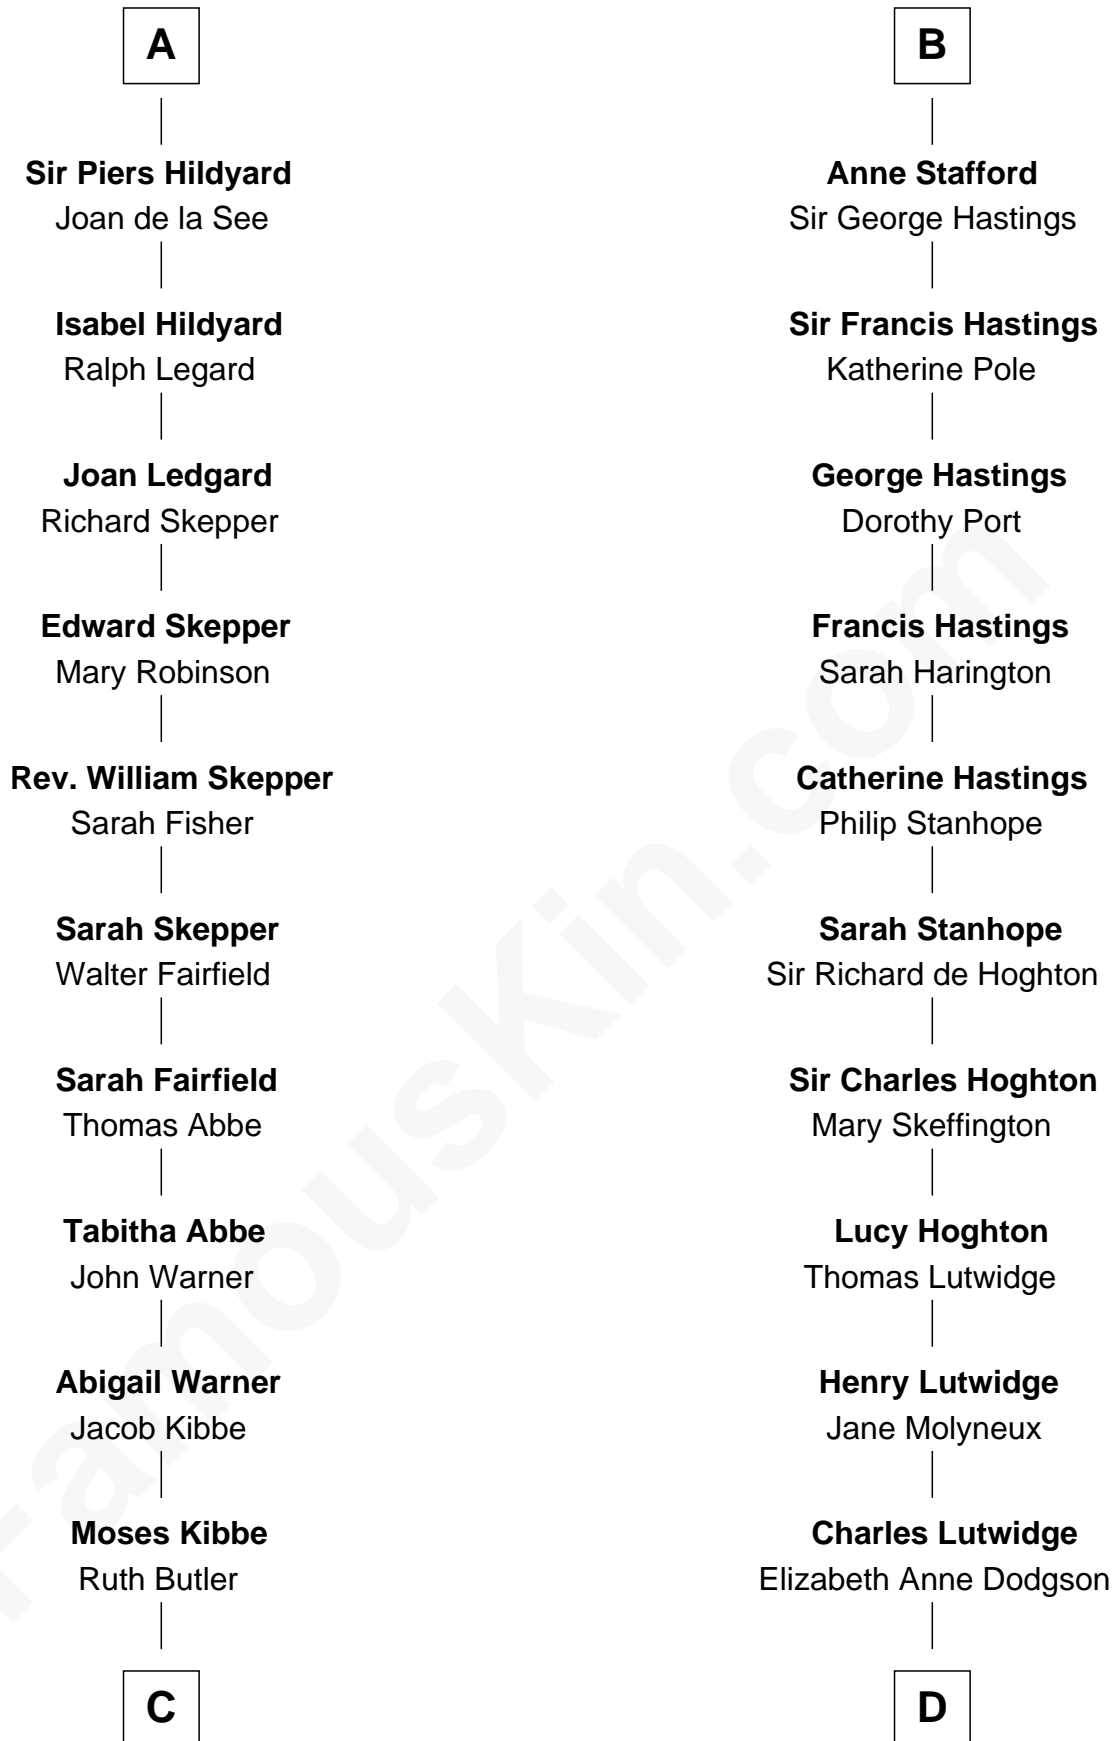 A
Sir Piers Hildyard
Joan de la See
Isabel Hildyard
Ralph Legard
Joan Ledgard
Richard Skepper
Edward Skepper
Mary Robinson
Rev. William Skepper
Sarah Fisher
Sarah Skepper
Walter Fairfield
Sarah Fairfield
Thomas Abbe
Tabitha Abbe
John Warner
Abigail Warner
Jacob Kibbe
Moses Kibbe
Ruth Butler
C
B
Anne Stafford
Sir George Hastings
Sir Francis Hastings
Katherine Pole
George Hastings
Dorothy Port
Francis Hastings
Sarah Harington
Catherine Hastings
Philip Stanhope
Sarah Stanhope
Sir Richard de Hoghton
Sir Charles Hoghton
Mary Skeffington
Lucy Hoghton
Thomas Lutwidge
Henry Lutwidge
Jane Molyneux
Charles Lutwidge
Elizabeth Anne Dodgson
D
FamousKin.com